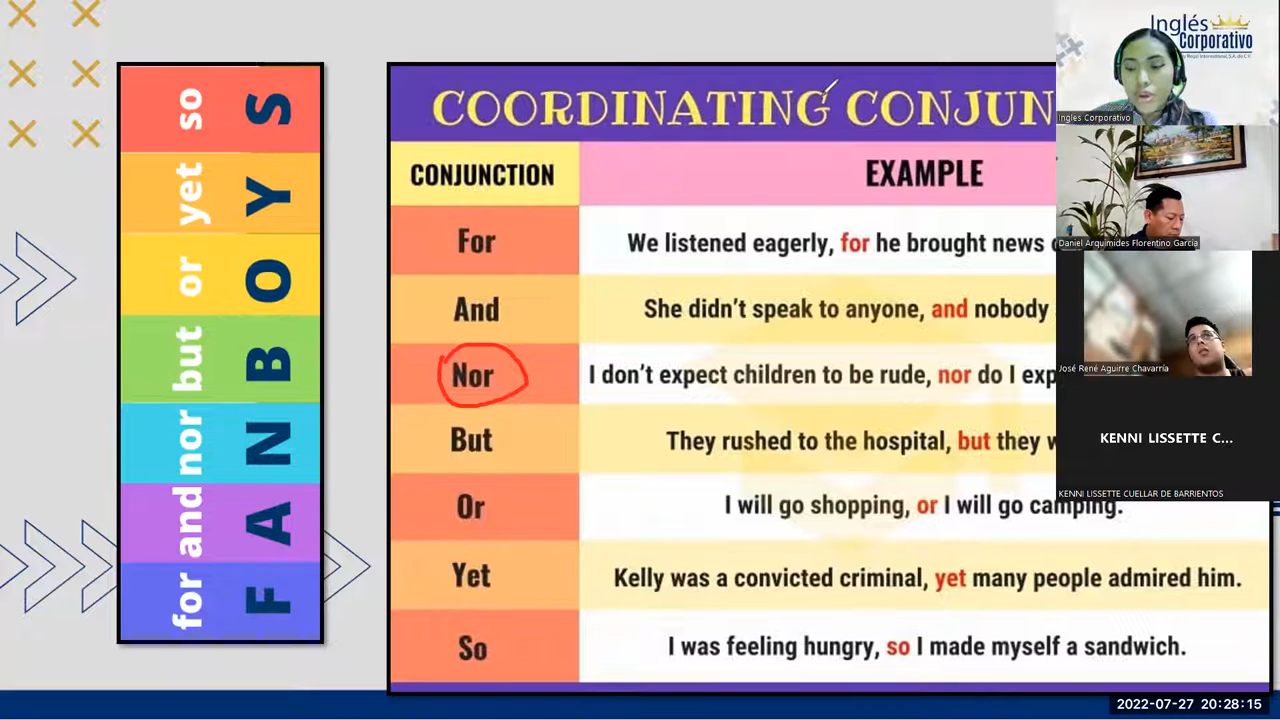 so
yet
or
but
nor
and
for
S
Y
O
B
N
A
F
COORDINATING CONJUN
CONJUNCTION
EXAMPLE
For
We listened eagerly, for he brought news
And
She didn't speak to anyone, and nobody
Nor
I don't expect children to be rude, nor do I exp
But
They rushed to the hospital, but they
Or
I will go shopping, or I will go camping.
Yet
Kelly was a convicted criminal, yet many people admired him.
So
I was feeling hungry, so I made myself a sandwich.
Inglés
Corporativo
Ingles Corporativo
Daniel Arquimides Florentino García
José René Aguirre Chavarría
KENNI LISSETTE C...
KENNI LISSETTE CUELLAR DE BARRIENTOS
2022-07-27 20:28:15